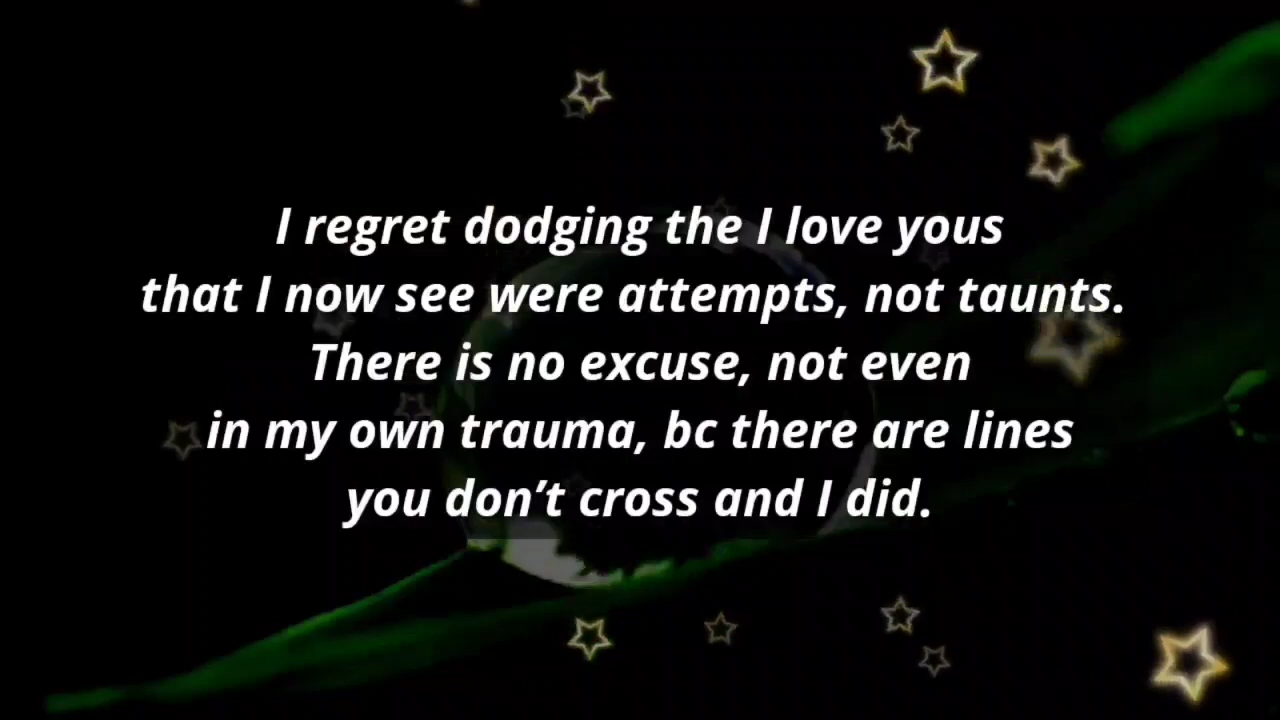 I regret dodging the I love yous
that I now see were attempts, not taunts.
There is no excuse, not even
in my own trauma, bc there are lines
you don’t cross and I did.